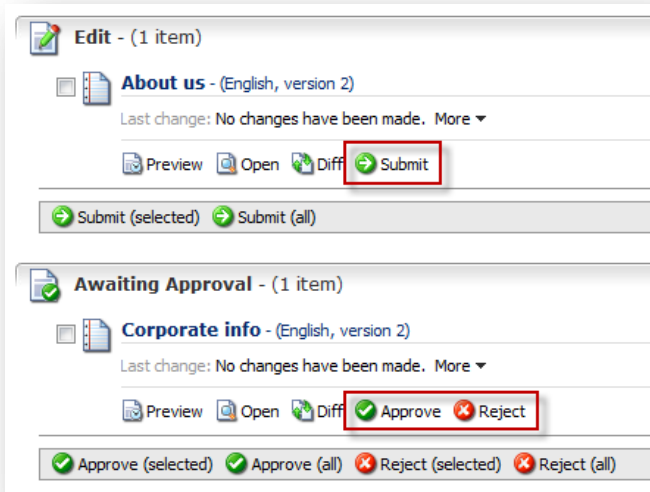 Edit - (1 item)
About us - (English, version 2)
Last change: No changes have been made. More
Preview Open Diff Submit
Submit (selected) Submit (all)
Awaiting Approval - (1 item)
Corporate info - (English, version 2)
Last change: No changes have been made. More
Preview Open Diff Approve Reject
Approve (selected) Approve (all) Reject (selected) Reject (all)